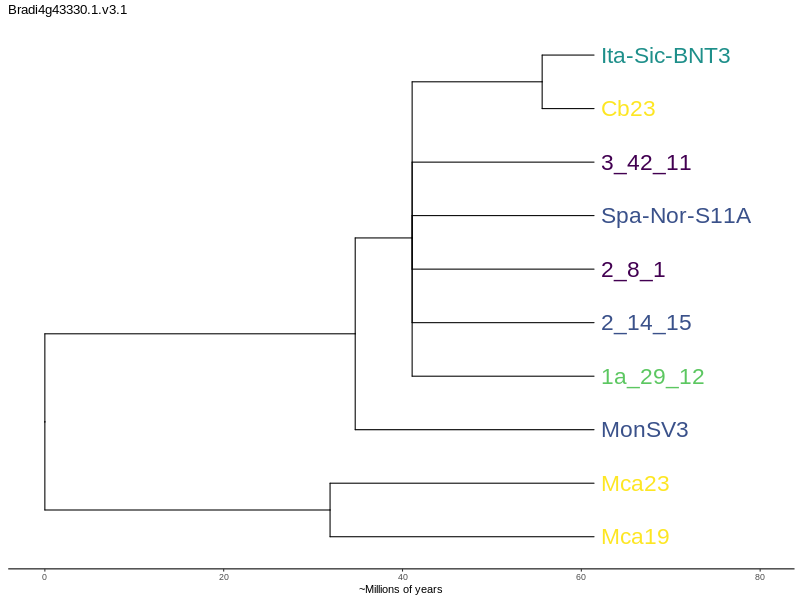 Bradi4g43330.1.v3.1
Ita-Sic-BNT3
Cb23
3_42_11
Spa-Nor-S11A
2_8_1
2_14_15
1a_29_12
MonSV3
Mca23
Mca19
0 20 40 60 80
~Millions of years